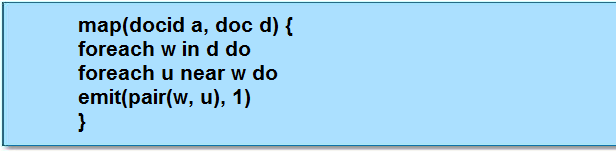 map(docid a, doc d) {
foreach w in d do
foreach u near w do
emit(pair(w, u), 1)
}